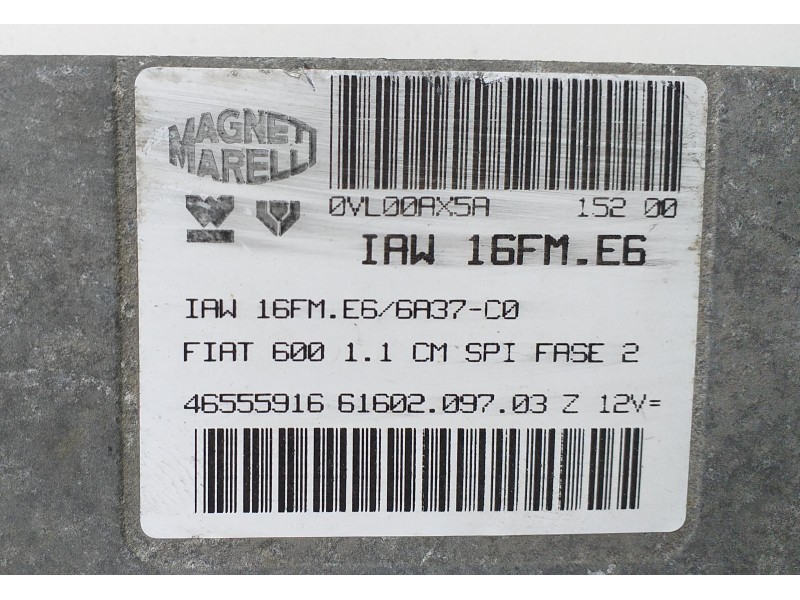 MAGNETI
MARELLI
0VL00AX5A 152 00
IAW 16FM.E6
IAW 16FM.E6/6A37-C0
FIAT 600 1.1 CM SPI FASE 2
46555916 61602.097.03 Z 12V=